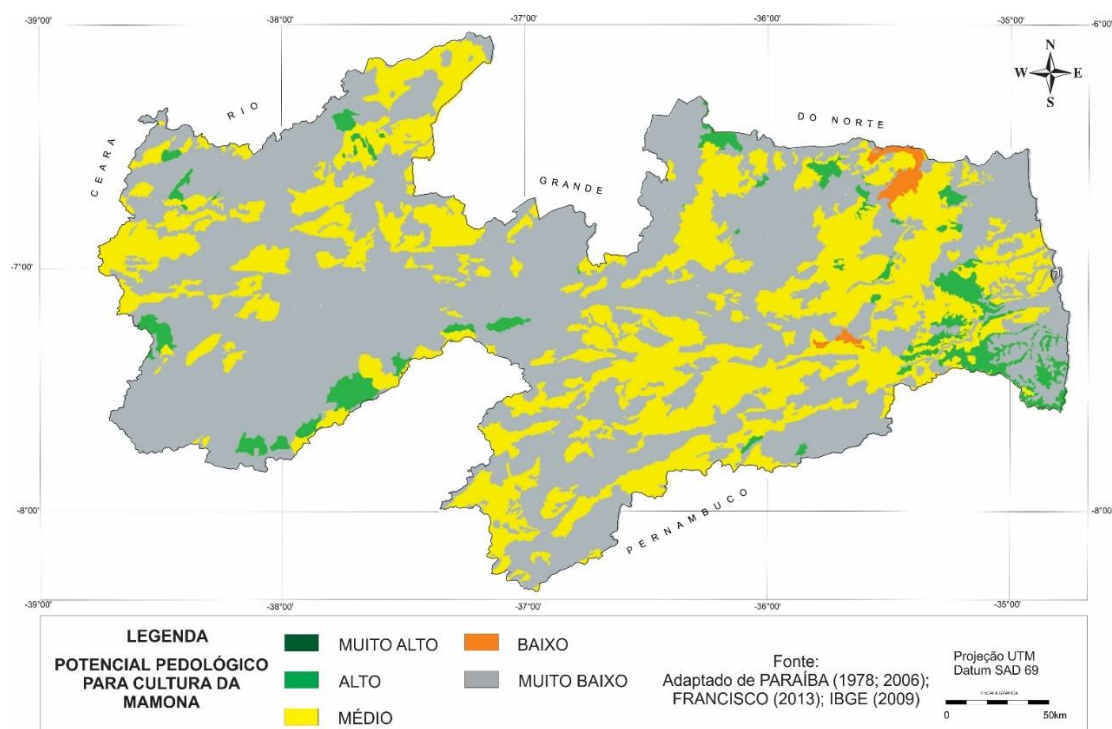 -39°00' -38°00' -37°00' -36°00' -35°00' -6°00'
N
W E
S
RIO
DO NORTE
CEARA
GRANDE
-7°00' -7°00'
-8°00' -8°00'
PERNAMBUCO
-39°00' -38°00' -37°00' -36°00' -35°00'
LEGENDA
POTENCIAL PEDOLÓGICO
PARA CULTURA DA
MAMONA
MUITO ALTO
ALTO
MÉDIO
BAIXO
MUITO BAIXO
Fonte:
Adaptado de PARAÍBA (1978; 2006);
FRANCISCO (2013); IBGE (2009)
Projeção UTM
Datum SAD 69
ESCALA GRÁFICA
0 50km